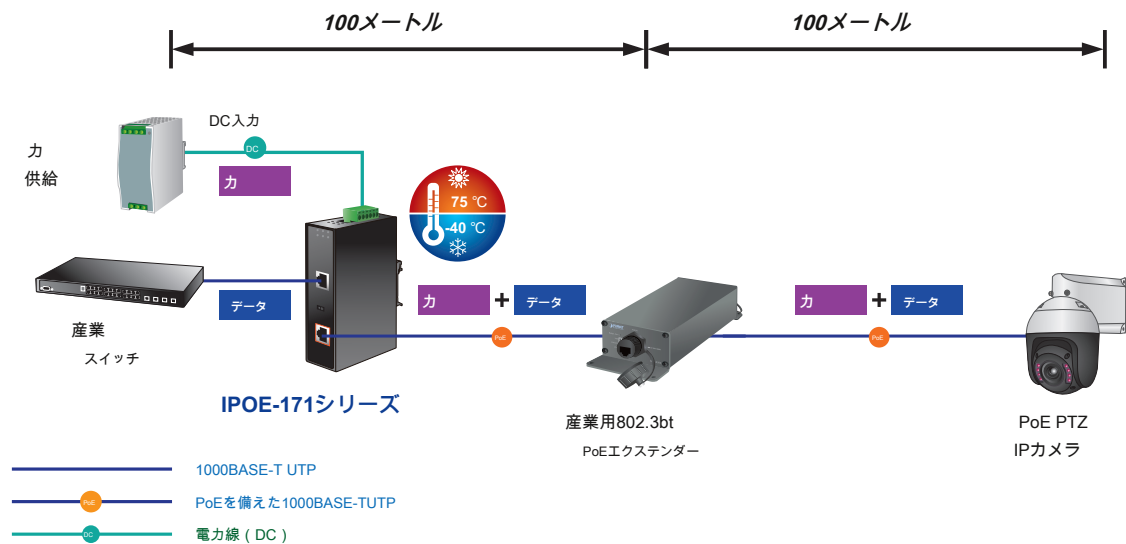 100メートル
100メートル
DC入力
DC
力
供給
力
75 ℃
-40 ℃
データ
産業
スイッチ
力 + データ
PoE
力 + データ
PoE
IPOE-171シリーズ
産業用802.3bt
PoEエクステンダー
PoE PTZ
IPカメラ
1000BASE-T UTP
PoE
PoEを備えた1000BASE-TUTP
DC
電力線 ( DC )